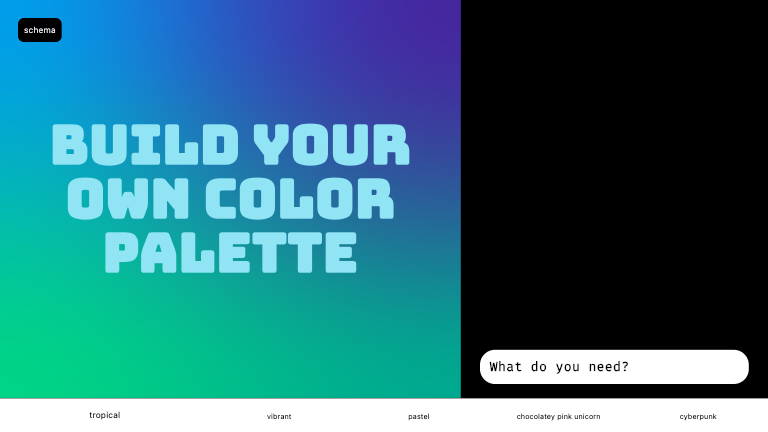 schema
BUILD YOUR
OWN COLOR
PALETTE
What do you need?
tropical
vibrant
pastel
chocolatey pink unicorn
cyberpunk